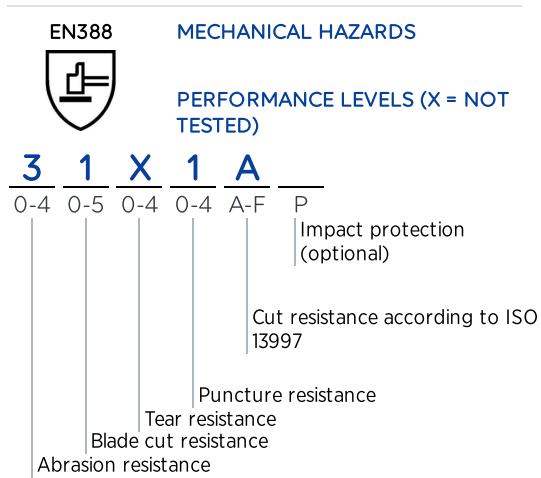 EN388
MECHANICAL HAZARDS
PERFORMANCE LEVELS (X = NOT
TESTED)
3 1 X 1 A
0-4 0-5 0-4 0-4 A-F P
Impact protection
(optional)
Cut resistance according to ISO
13997
Puncture resistance
Tear resistance
Blade cut resistance
Abrasion resistance